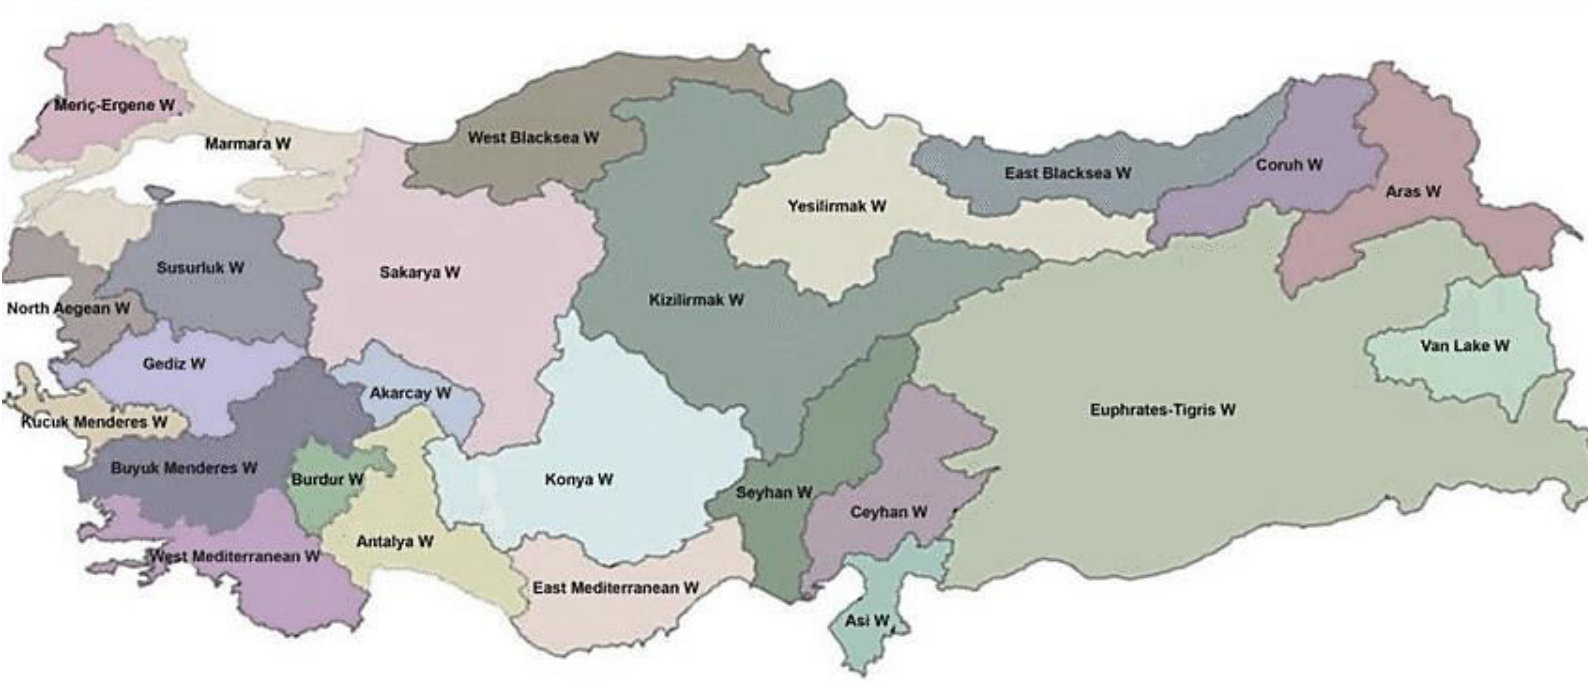 Meriç-Ergene W
Marmara W
West Blacksea W
East Blacksea W
Coruh W
Aras W
Yesilirmak W
Susurluk W
Sakarya W
Kizilirmak W
North Aegean W
Gediz W
Van Lake W
Akarcay W
Kucuk Menderes W
Euphrates-Tigris W
Buyuk Menderes W
Burdur W
Konya W
Seyhan W
Ceyhan W
Antalya W
West Mediterranean W
East Mediterranean W
Asi W